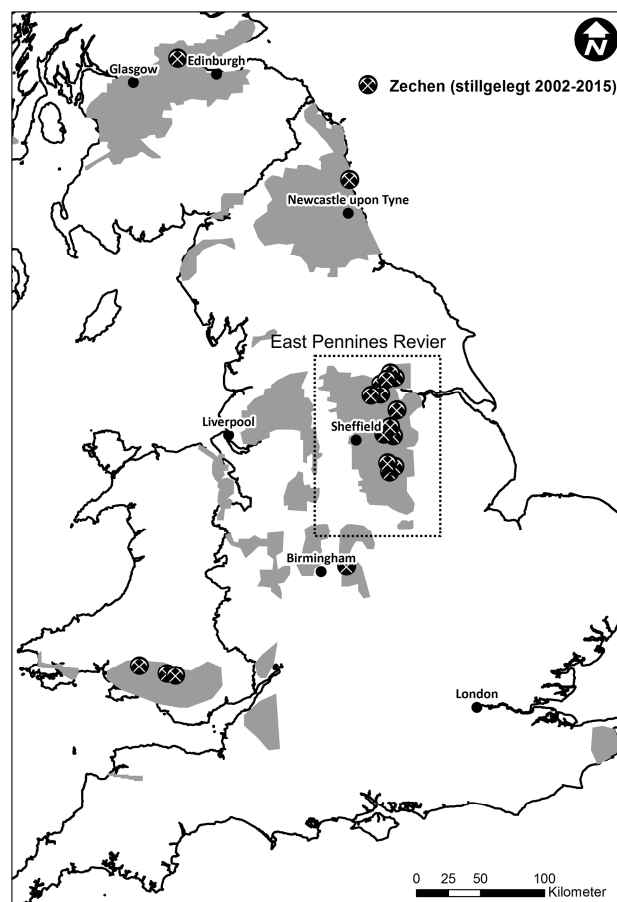 N
Glasgow
Edinburgh
Zechen (stillgelegt 2002-2015)
Newcastle upon Tyne
East Pennines Revier
Liverpool
Sheffield
Birmingham
London
0 25 50 100
Kilometer